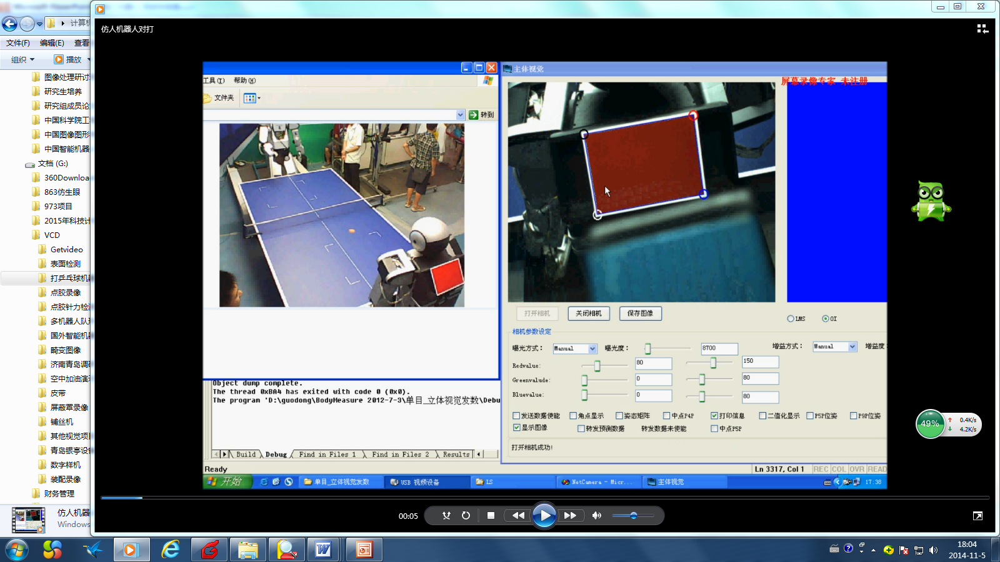 计算机
文件(F) 编辑(E) 查看
组织 播放
图像处理研讨
研究生培养
研究组成员论
中国科学院工
中国图像图形
中国智能机器
文档 (G:)
360Downloa
863仿生眼
973项目
2015年科技计
VCD
Getvideo
表面检测
打乒乓球机器
点胶录像
点胶针力检测
多机器人队形
国外智能机器
畸变图像
济南青岛调研
空中加油演示
皮带
屏蔽罩录像
铺丝机
其他视觉项目
青岛银亭设备
数字样机
装配录像
财务管理
仿人机器
Windows
仿人机器人对打
工具(T) 帮助(H)
文件夹
转到
主体视觉
屏幕录像专家 未注册
打开相机 关闭相机 保存图像
LMS OI
相机参数设定
曝光方式： Manual 曝光度： 8700 增益方式： Manual 增益度：
Redvalue: 80 150
Greenvalude: 0 80
Bluevalue: 0 80
发送数据使能 角点显示 姿态矩阵 中点P4P 打印信息 二值化显示 P5P位姿 P9P位姿
显示图像 转发预测数据 转发数据未使能 中点P5P
打开相机成功!
Object dump complete.
The thread 0xBA4 has exited with code 0 (0x0).
The program 'D:\guodong\BodyMeasure 2012-7-3\单目_立体视觉发数\Debu
Build Debug Find in Files 1 Find in Files 2 Results
Ready
Ln 3317, Col 1 REC COL OVR READ
开始 单目_立体视觉发数 USB 视频设备 LS NetCamera - Micr... 主体视觉 17:38
00:05
49% 0.4K/s
4.2K/s
18:04
2014-11-5